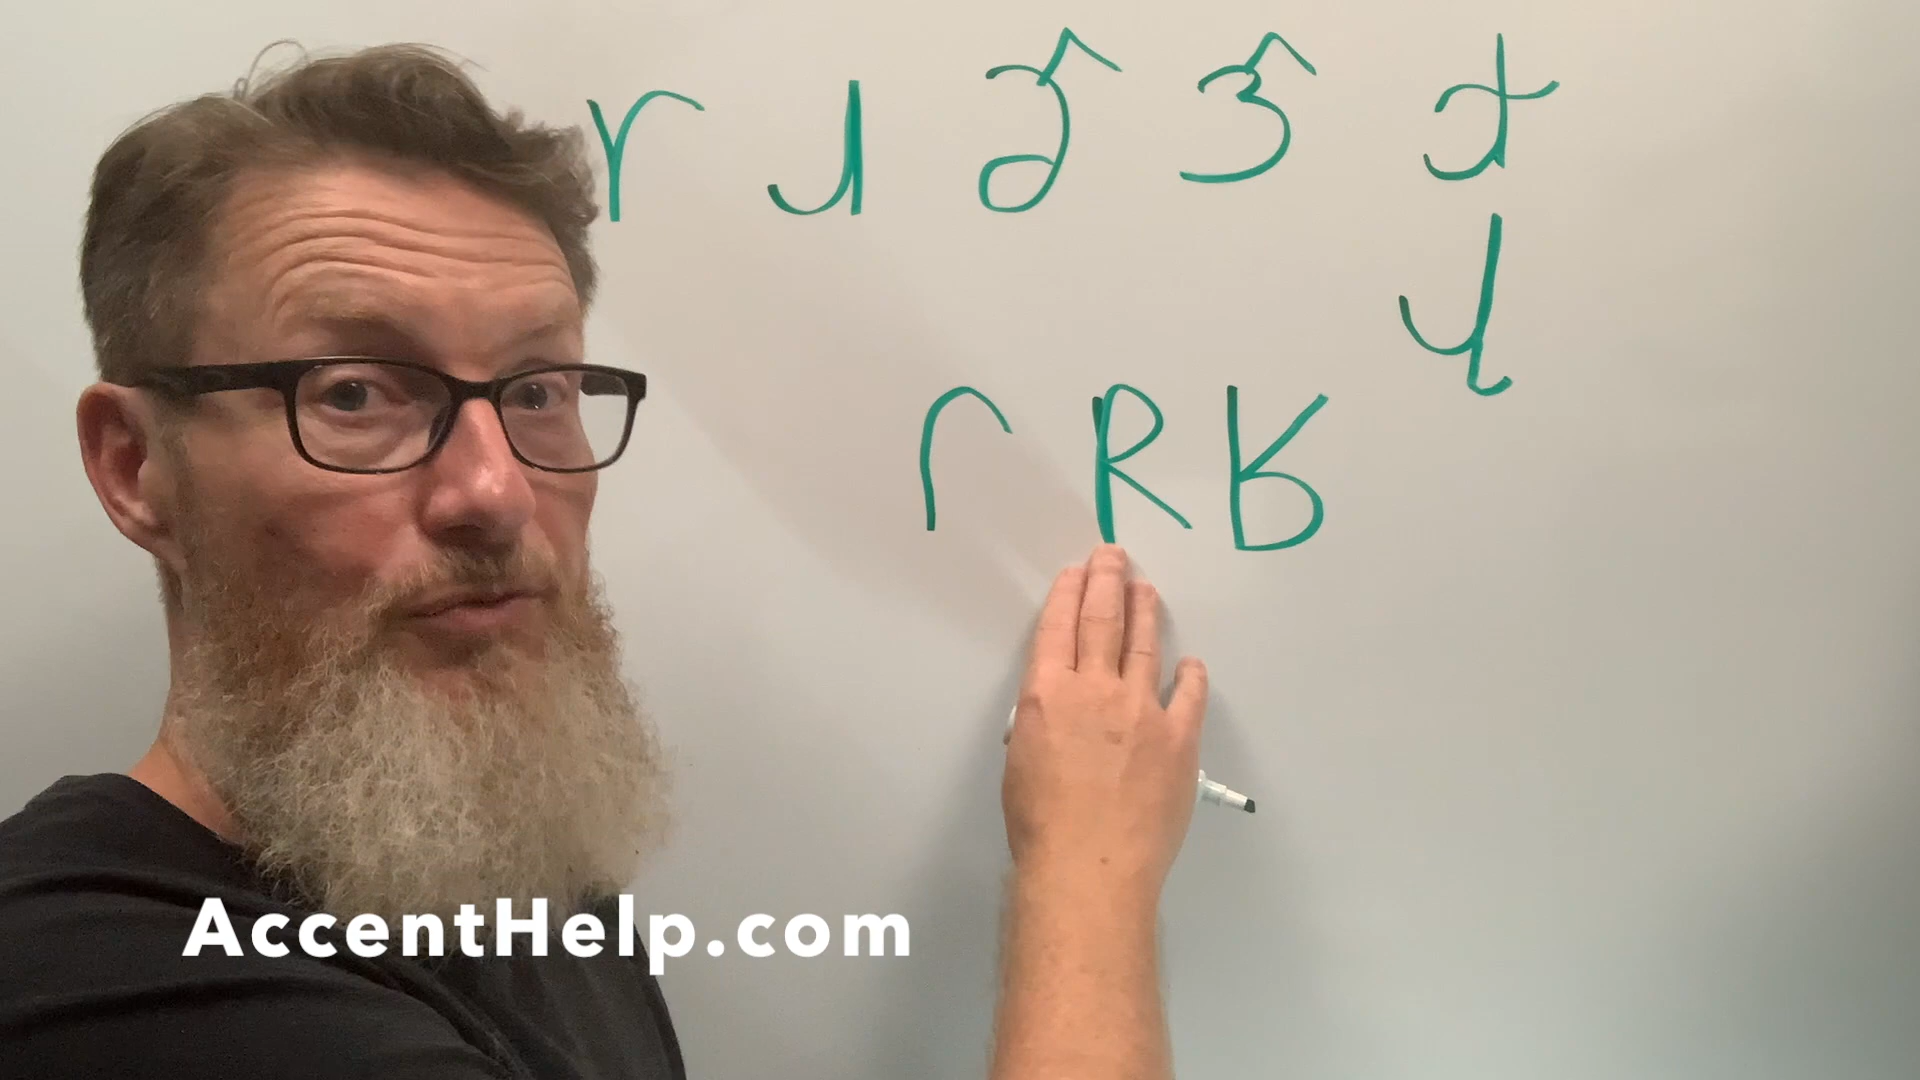 r ɹ ɚ ɝ ɫ
ɻ
ɾ R ʁ
AccentHelp.com